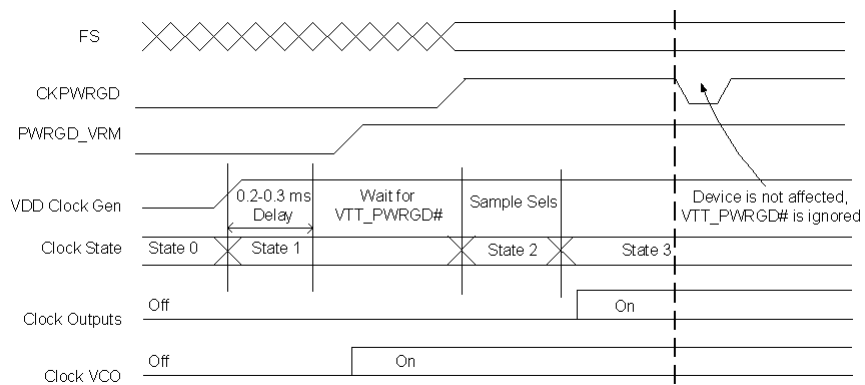 FS
CKPWRGD
PWRGD_VRM
VDD Clock Gen
0.2-0.3 ms
Delay
Wait for
VTT_PWRGD#
Sample Sels
Device is not affected,
VTT_PWRGD# is ignored
Clock State
State 0
State 1
State 2
State 3
Clock Outputs
Off
On
Clock VCO
Off
On